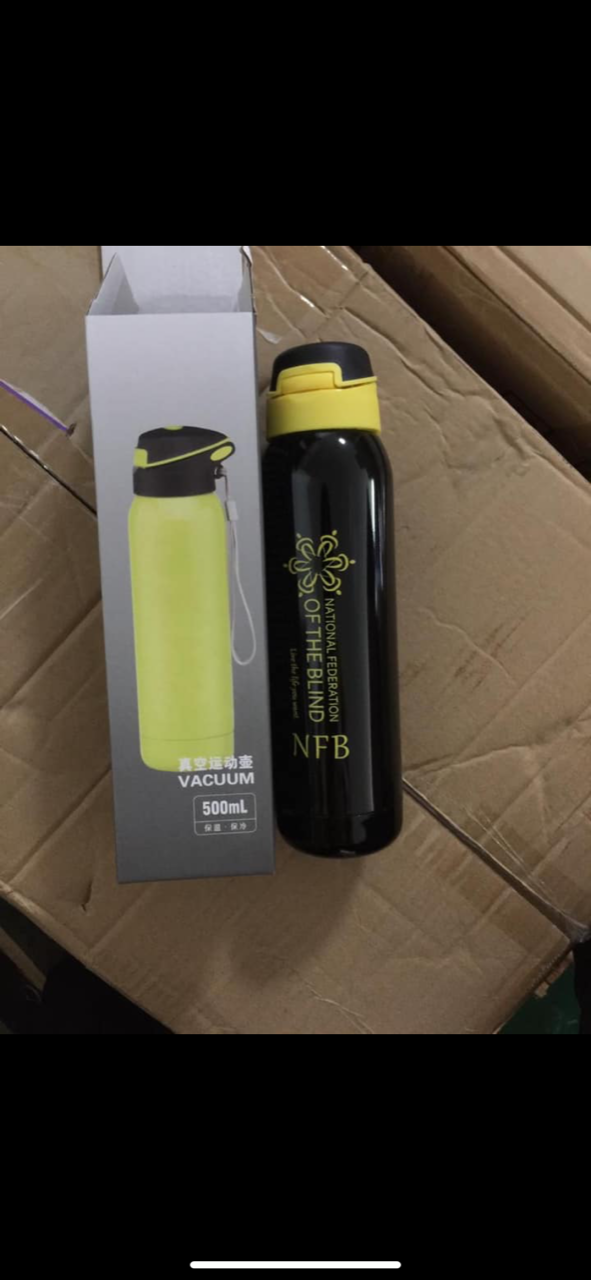 真空运动壶
VACUUM
500mL
保温·保冷
NATIONAL FEDERATION
OF THE BLIND
Live the life you want
NFB